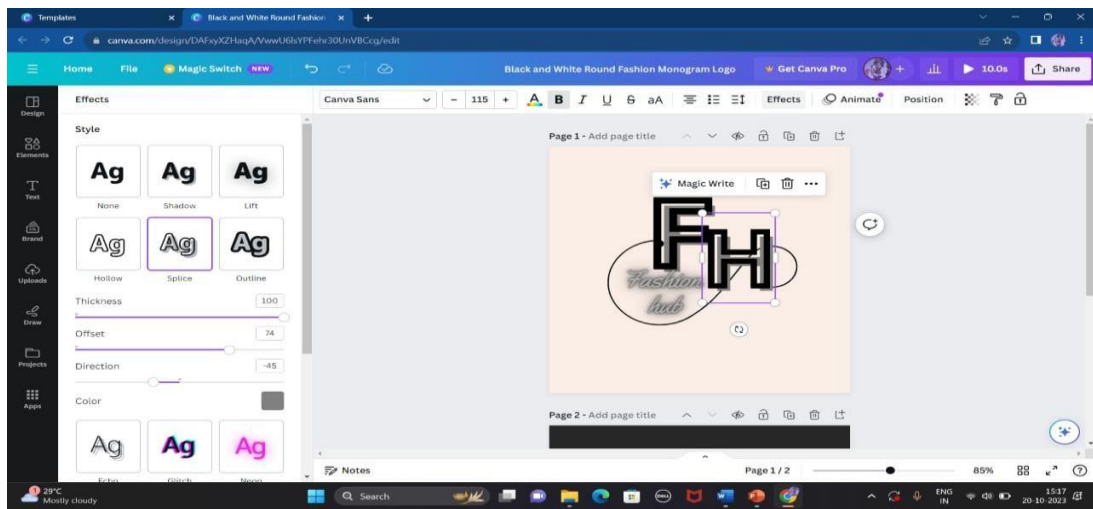 Templates
Black and White Round Fashion
canva.com/design/DAFxyXZHaqA/VwwU6lsYPFehr30UnVBCcg/edit
Home File Magic Switch NEW Black and White Round Fashion Monogram Logo Get Canva Pro + 10.0s Share
Design
Elements
Text
Brand
Uploads
Draw
Projects
Apps
Effects
Style
Ag Ag Ag
None Shadow Lift
Ag Ag Ag
Hollow Splice Outline
Thickness 100
Offset 74
Direction -45
Color
Ag Ag Ag
Echo Glitch Neon
Canva Sans – 115 + A B I U S aA Effects Animate Position
Page 1 - Add page title
Magic Write
FH
Fashion
hub
Page 2 - Add page title
Notes Page 1 / 2 85%
1
29°C
Mostly cloudy
Search
DELL
ENG
IN
15:17
20-10-2023